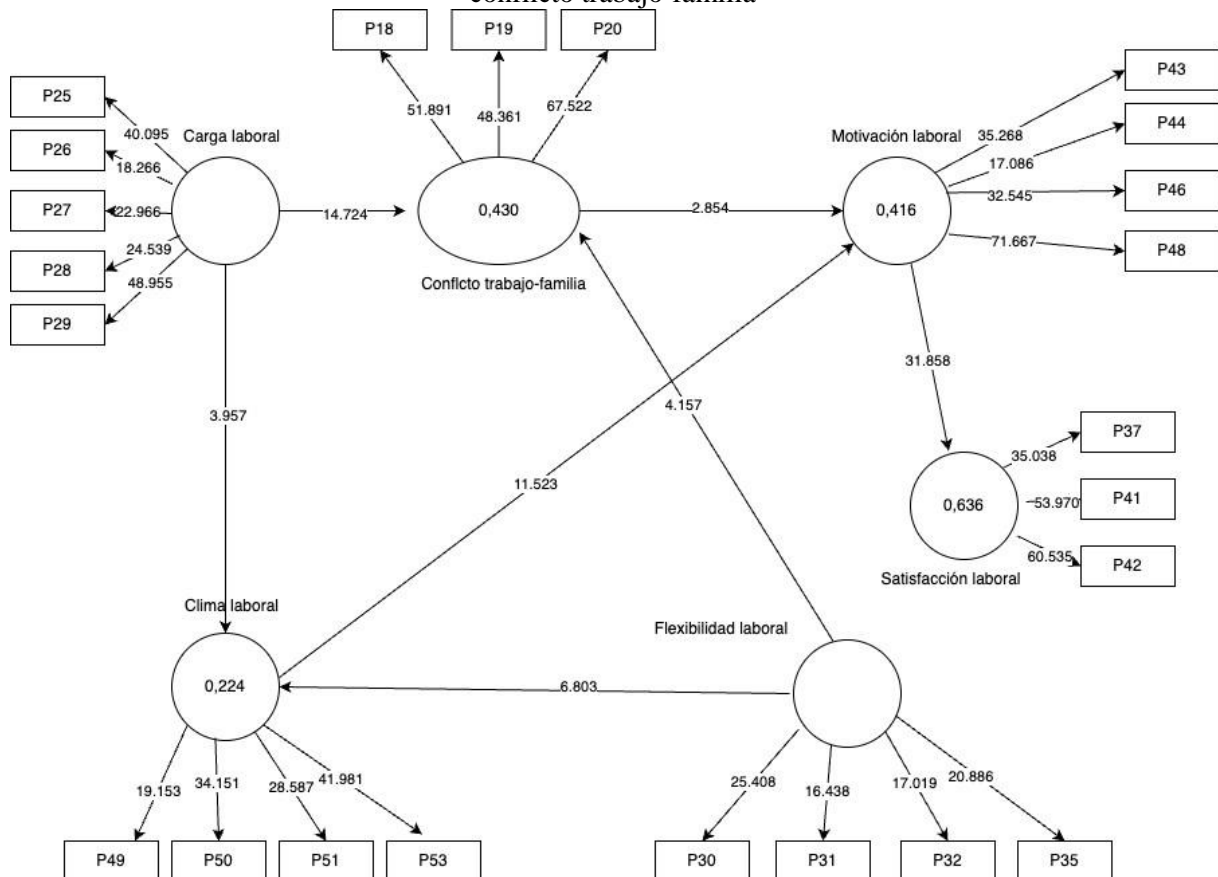 conflicto trabajo-familia
P18
P19
P20
P25
P26
P27
P28
P29
Carga laboral
40.095
18.266
22.966
24.539
48.955
51.891
48.361
67.522
14.724
0,430
Conflcto trabajo-familia
2.854
Motivación laboral
0,416
35.268
17.086
32.545
71.667
P43
P44
P46
P48
3.957
31.858
4.157
11.523
35.038
53.970
60.535
P37
P41
P42
0,636
Satisfacción laboral
Clima laboral
0,224
Flexibilidad laboral
6.803
19.153
34.151
28.587
41.981
25.408
16.438
17.019
20.886
P49
P50
P51
P53
P30
P31
P32
P35